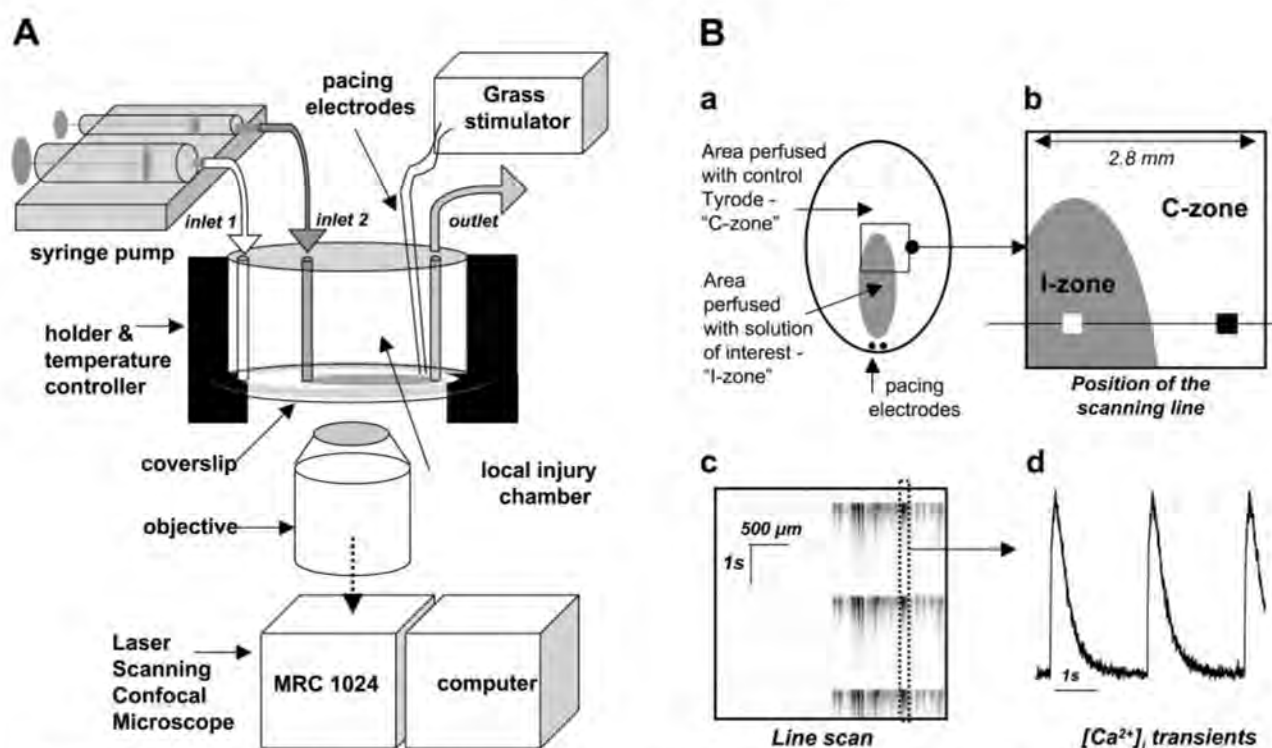 A
pacing
electrodes
Grass
stimulator
inlet 1
inlet 2
outlet
syringe pump
holder &
temperature
controller
coverslip
local injury
chamber
objective
Laser
Scanning
Confocal
Microscope
MRC 1024
computer
B
a
Area perfused
with control
Tyrode -
"C-zone"
Area
perfused
with solution
of interest -
"I-zone"
pacing
electrodes
b
2.8 mm
C-zone
I-zone
Position of the
scanning line
c
500 µm
1s
Line scan
d
1s
[Ca²⁺]ᵢ transients